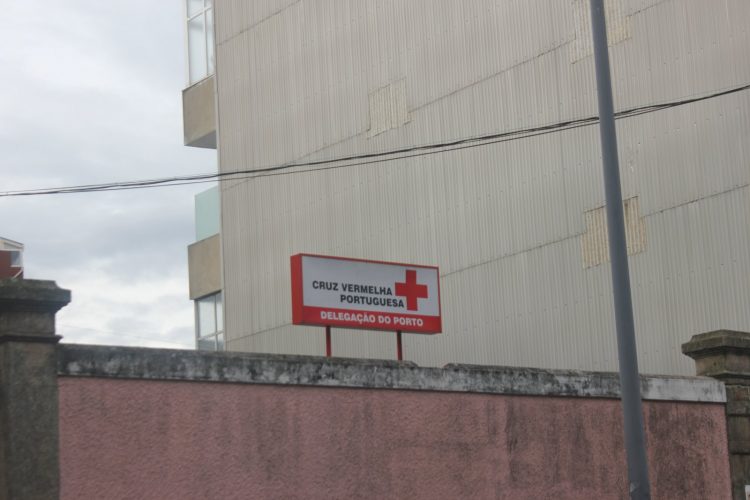 CRUZ VERMELHA
PORTUGUESA
DELEGAÇÃO DO PORTO